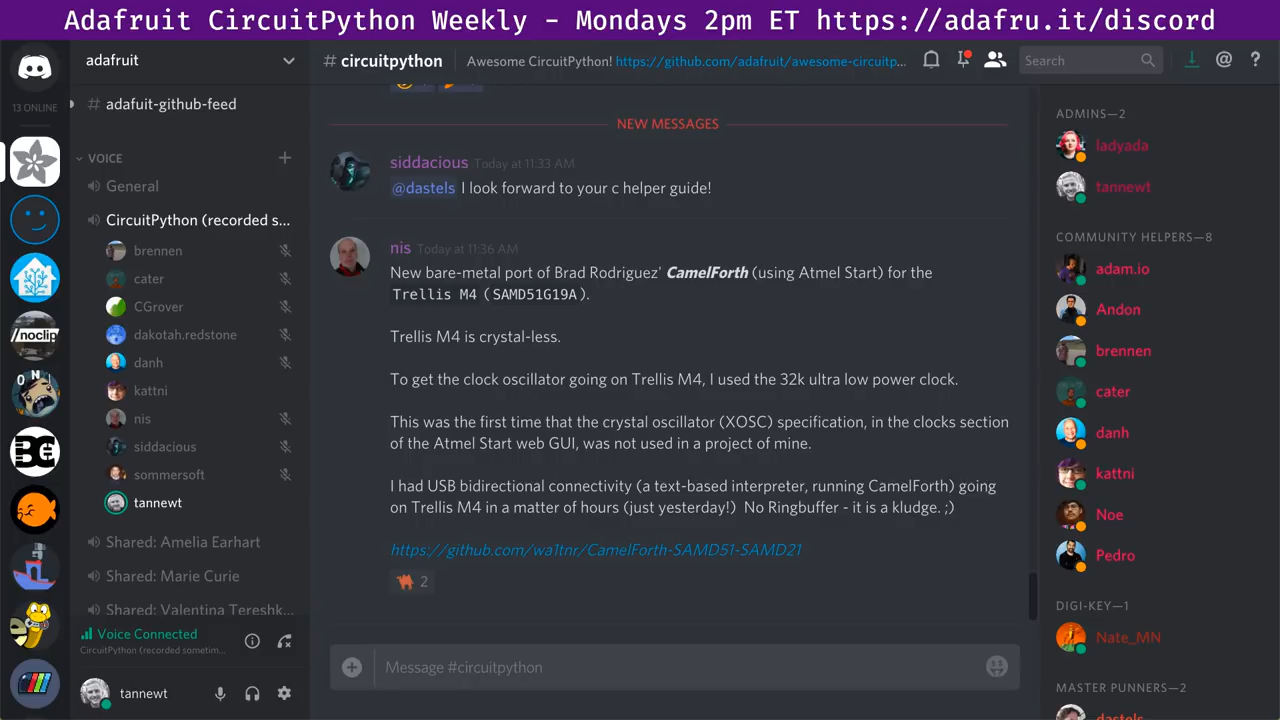 Adafruit CircuitPython Weekly - Mondays 2pm ET https://adafru.it/discord
13 ONLINE
/noclip
adafruit
# adafuit-github-feed
VOICE
General
CircuitPython (recorded s...
brennen
cater
CGrover
dakotah.redstone
danh
kattni
nis
siddacious
sommersoft
tannewt
Shared: Amelia Earhart
Shared: Marie Curie
Shared: Valentina Tereshk...
Voice Connected
CircuitPython (recorded sometim...
tannewt
# circuitpython
Awesome CircuitPython! https://github.com/adafruit/awesome-circuitp...
Search
NEW MESSAGES
siddacious Today at 11:33 AM
@dastels I look forward to your c helper guide!
nis Today at 11:36 AM
New bare-metal port of Brad Rodriguez' CamelForth (using Atmel Start) for the
Trellis M4 (SAMD51G19A).
Trellis M4 is crystal-less.
To get the clock oscillator going on Trellis M4, I used the 32k ultra low power clock.
This was the first time that the crystal oscillator (XOSC) specification, in the clocks section
of the Atmel Start web GUI, was not used in a project of mine.
I had USB bidirectional connectivity (a text-based interpreter, running CamelForth) going
on Trellis M4 in a matter of hours (just yesterday!) No Ringbuffer - it is a kludge. ;)
https://github.com/wa1tnr/CamelForth-SAMD51-SAMD21
2
Message #circuitpython
ADMINS—2
ladyada
tannewt
COMMUNITY HELPERS—8
adam.io
Andon
brennen
cater
danh
kattni
Noe
Pedro
DIGI-KEY—1
Nate_MN
MASTER PUNNERS—2
dastels